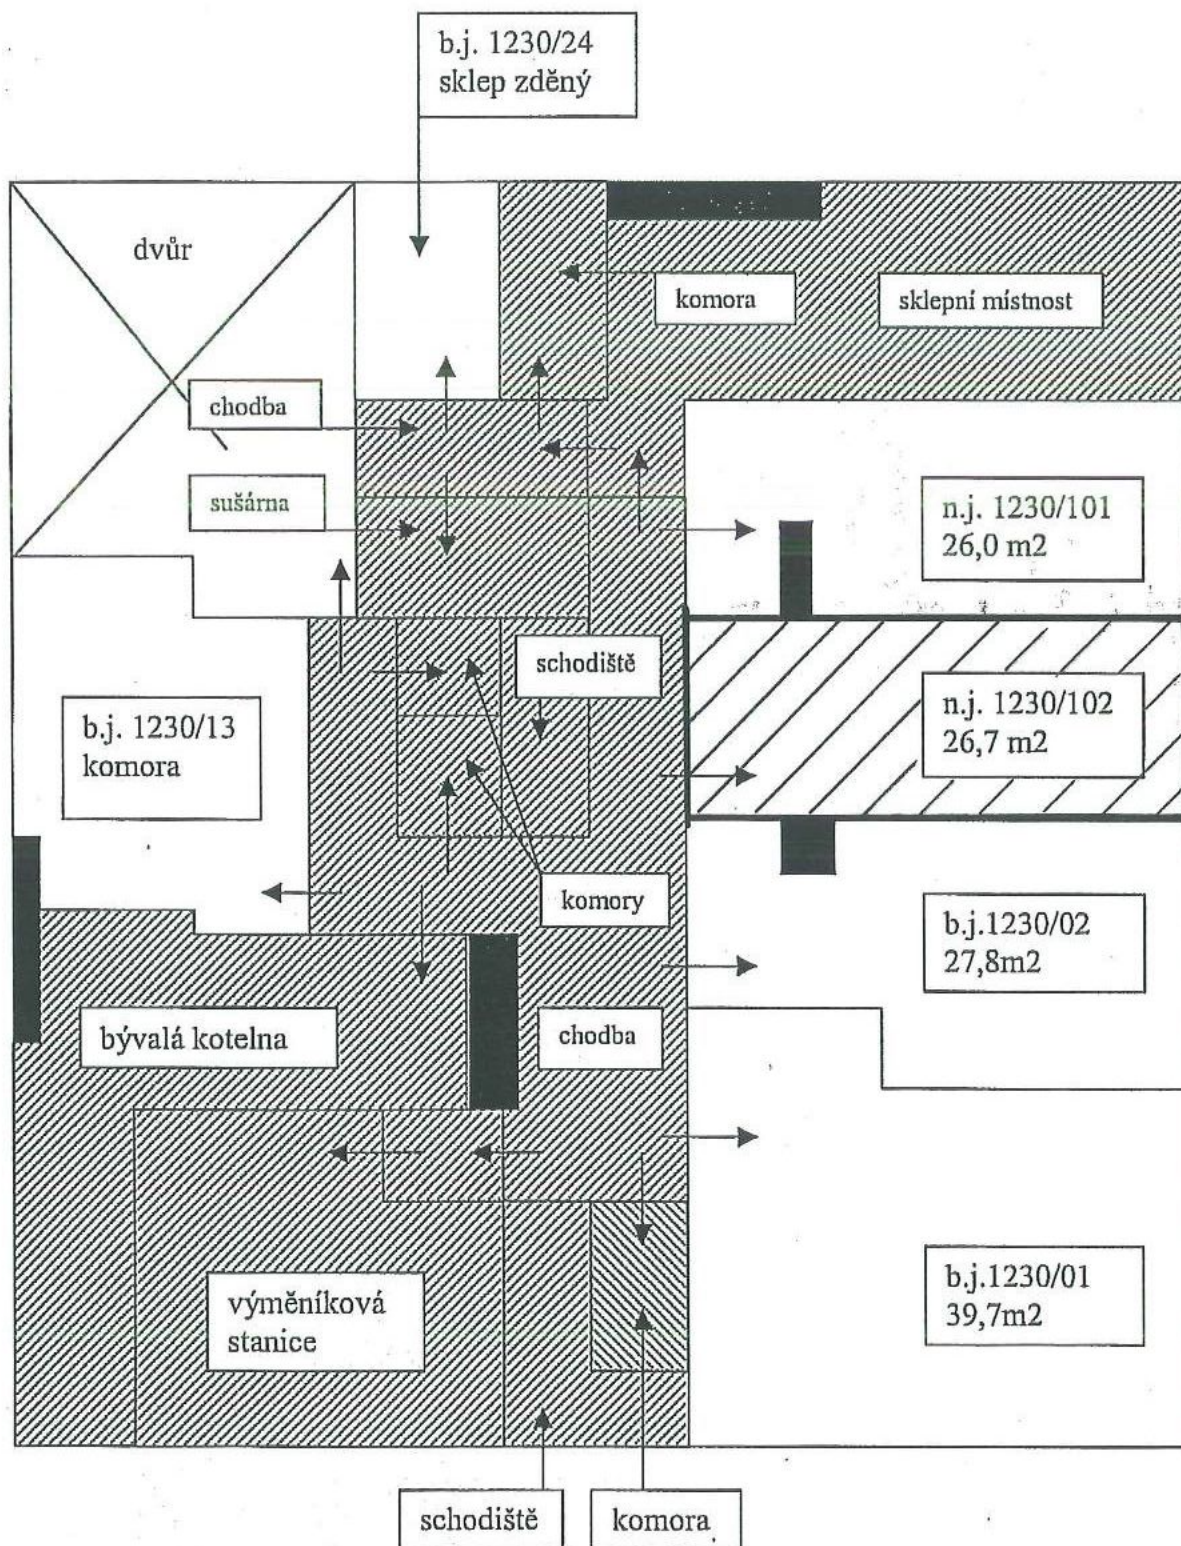 b.j. 1230/24
sklep zděný
dvůr
komora
sklepní místnost
chodba
sušárna
n.j. 1230/101
26,0 m2
schodiště
n.j. 1230/102
26,7 m2
b.j. 1230/13
komora
komory
b.j.1230/02
27,8m2
bývalá kotelna
chodba
výměníková
stanice
b.j.1230/01
39,7m2
schodiště
komora